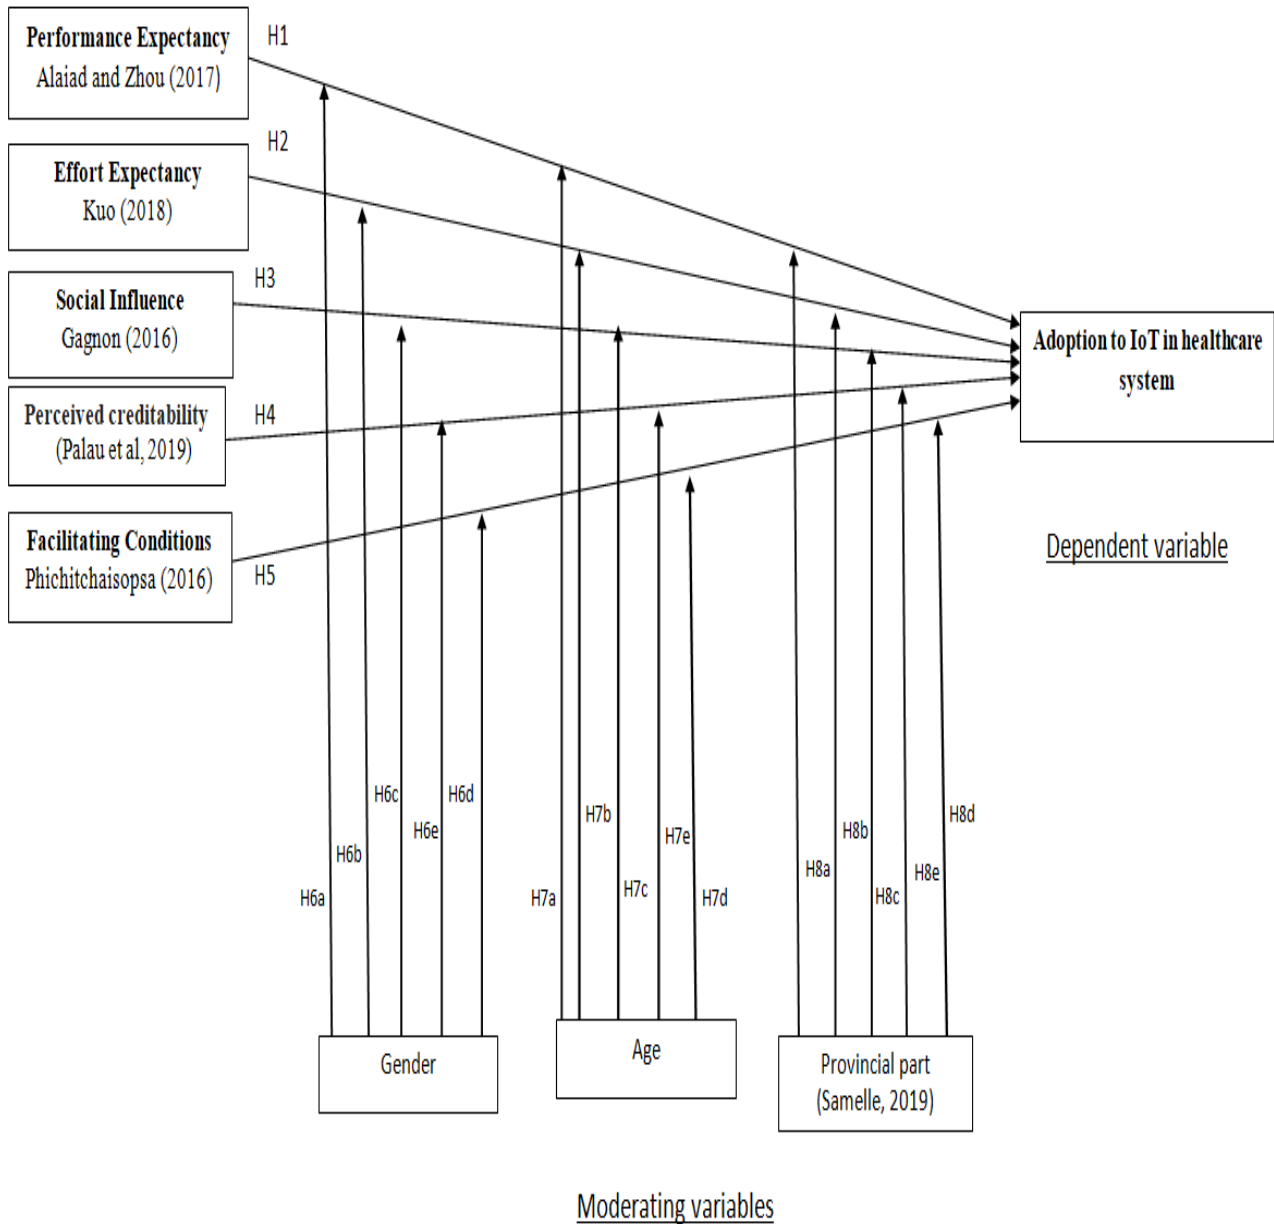 Performance Expectancy
Alaiad and Zhou (2017)
H1
Effort Expectancy
Kuo (2018)
H2
Social Influence
Gagnon (2016)
H3
Perceived creditability
(Palau et al, 2019)
H4
Facilitating Conditions
Phichitchaisopsa (2016)
H5
Adoption to IoT in healthcare
system
Dependent variable
H6a
H6b
H6c
H6e
H6d
H7a
H7b
H7c
H7e
H7d
H8a
H8b
H8c
H8e
H8d
Gender
Age
Provincial part
(Samelle, 2019)
Moderating variables